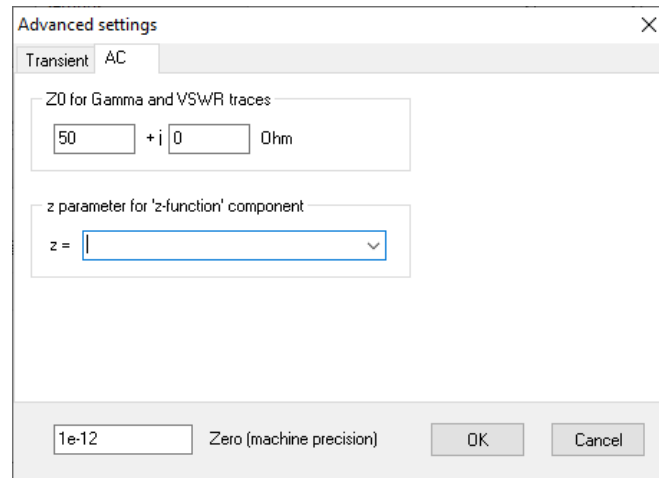 Advanced settings
Transient AC
Z0 for Gamma and VSWR traces
50 + j 0 Ohm
z parameter for 'z-function' component
z =
1e-12 Zero (machine precision) OK Cancel